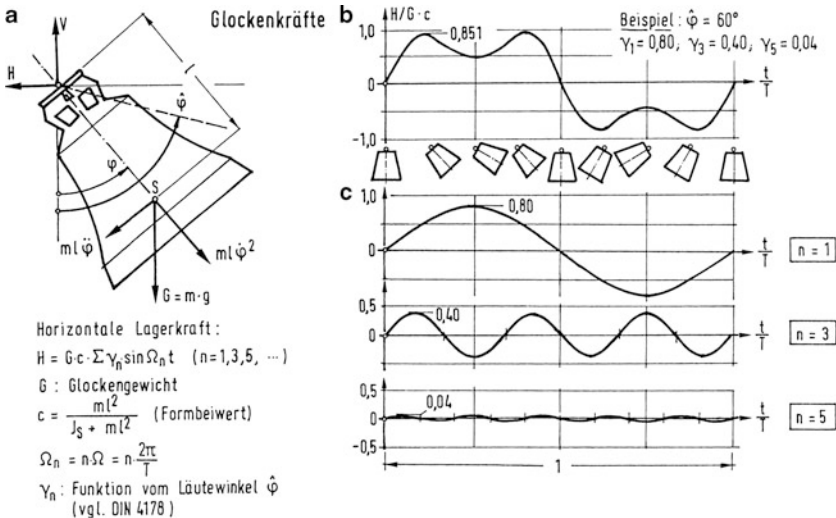 a
Glockenkräfte
V
H
l
φ̂
φ
S
ml φ̈
ml φ̇²
G = m·g
Horizontale Lagerkraft :
H = G·c·Σ γₙ sin Ωₙ t (n=1,3,5, ···)
G : Glockengewicht
c = ml² / (J_S + ml²) (Formbeiwert)
Ωₙ = n·Ω = n·2π/T
γₙ : Funktion vom Läutewinkel φ̂
(vgl. DIN 4178)
b
H/G·c
Beispiel : φ̂ = 60°
γ₁ = 0,80, γ₃ = 0,40, γ₅ = 0,04
1,0
0,851
0
t/T
-1,0
c
1,0
0,80
0
t/T
n = 1
0,5
0,40
0
t/T
n = 3
-0,5
0,5
0,04
0
t/T
n = 5
-0,5
1